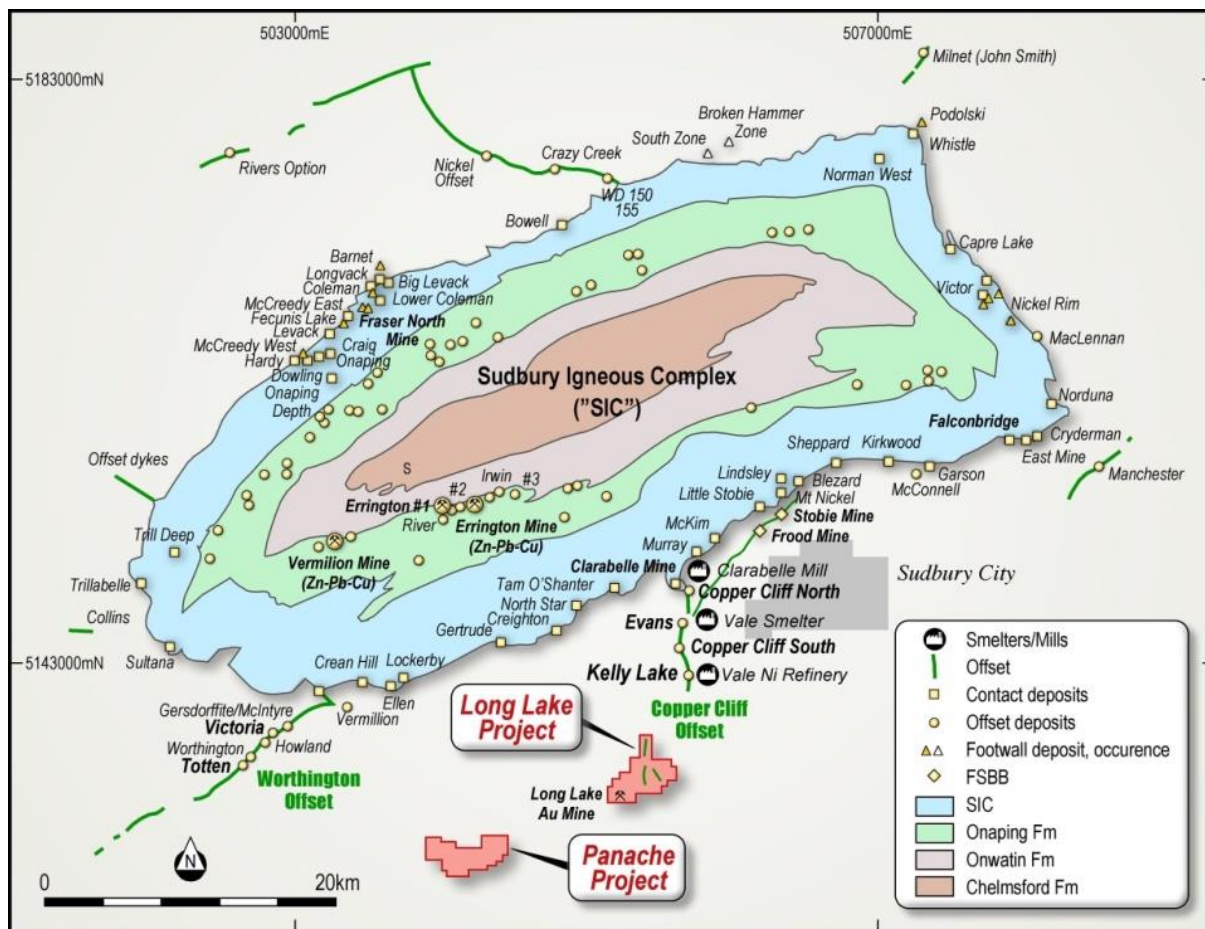 503000mE
507000mE
5183000mN
Milnet (John Smith)
Broken Hammer
Zone
South Zone
Podolski
Whistle
Rivers Option
Nickel
Offset
Crazy Creek
WD 150
155
Norman West
Bowell
Capre Lake
Barnet
Longvack
Coleman
Big Levack
Lower Coleman
McCreedy East
Fecunis Lake
Fraser North
Mine
Levack
McCreedy West
Hardy
Craig
Onaping
Dowling
Onaping
Depth
Victor
Nickel Rim
MacLennan
Sudbury Igneous Complex
("SIC")
Norduna
Falconbridge
Cryderman
East Mine
Manchester
Sheppard
Kirkwood
Garson
McConnell
Lindsley
Blezard
Little Stobie
Mt Nickel
Stobie Mine
Frood Mine
Offset dykes
S
Irwin
#3
#2
Errington #1
River
Errington Mine
(Zn-Pb-Cu)
Vermilion Mine
(Zn-Pb-Cu)
Trill Deep
Trillabelle
Collins
Sultana
McKim
Murray
Clarabelle Mine
Clarabelle Mill
Copper Cliff North
Sudbury City
Tam O'Shanter
North Star
Creighton
Gertrude
Evans
Vale Smelter
Copper Cliff South
Kelly Lake
Vale Ni Refinery
5143000mN
Crean Hill
Lockerby
Ellen
Vermillion
Gersdorffite/McIntyre
Victoria
Howland
Worthington
Totten
Worthington
Offset
Long Lake
Project
Copper Cliff
Offset
Long Lake
Au Mine
Panache
Project
N
0
20km
Smelters/Mills
Offset
Contact deposits
Offset deposits
Footwall deposit, occurence
FSBB
SIC
Onaping Fm
Onwatin Fm
Chelmsford Fm